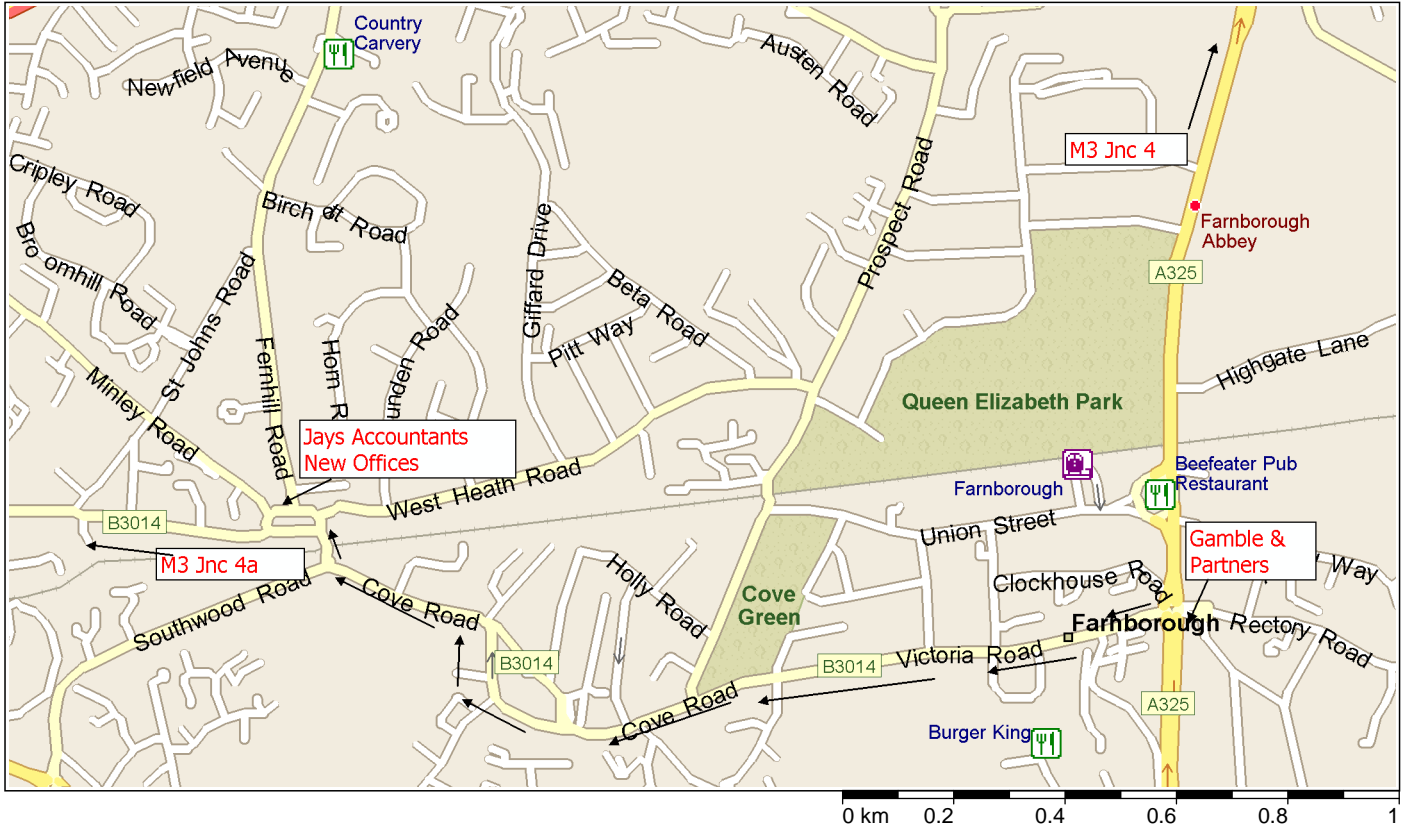 Country
Carvery
Newfield Avenue
Austen Road
M3 Jnc 4
Cripley Road
Birch ett Road
Prospect Road
Farnborough
Abbey
Bro omhill Road
St Johns Road
Giffard Drive
Beta Road
A325
Pitt Way
Highgate Lane
Fernhill Road
Horn R
unden Road
Minley Road
Queen Elizabeth Park
Jays Accountants
New Offices
West Heath Road
Farnborough
Beefeater Pub
Restaurant
B3014
Union Street
Gamble &
Partners
M3 Jnc 4a
Way
Holly Road
Clockhouse Road
Cove
Green
Cove Road
Southwood Road
Farnborough
Rectory Road
B3014
B3014
Victoria Road
Cove Road
A325
Burger King
0 km 0.2 0.4 0.6 0.8 1